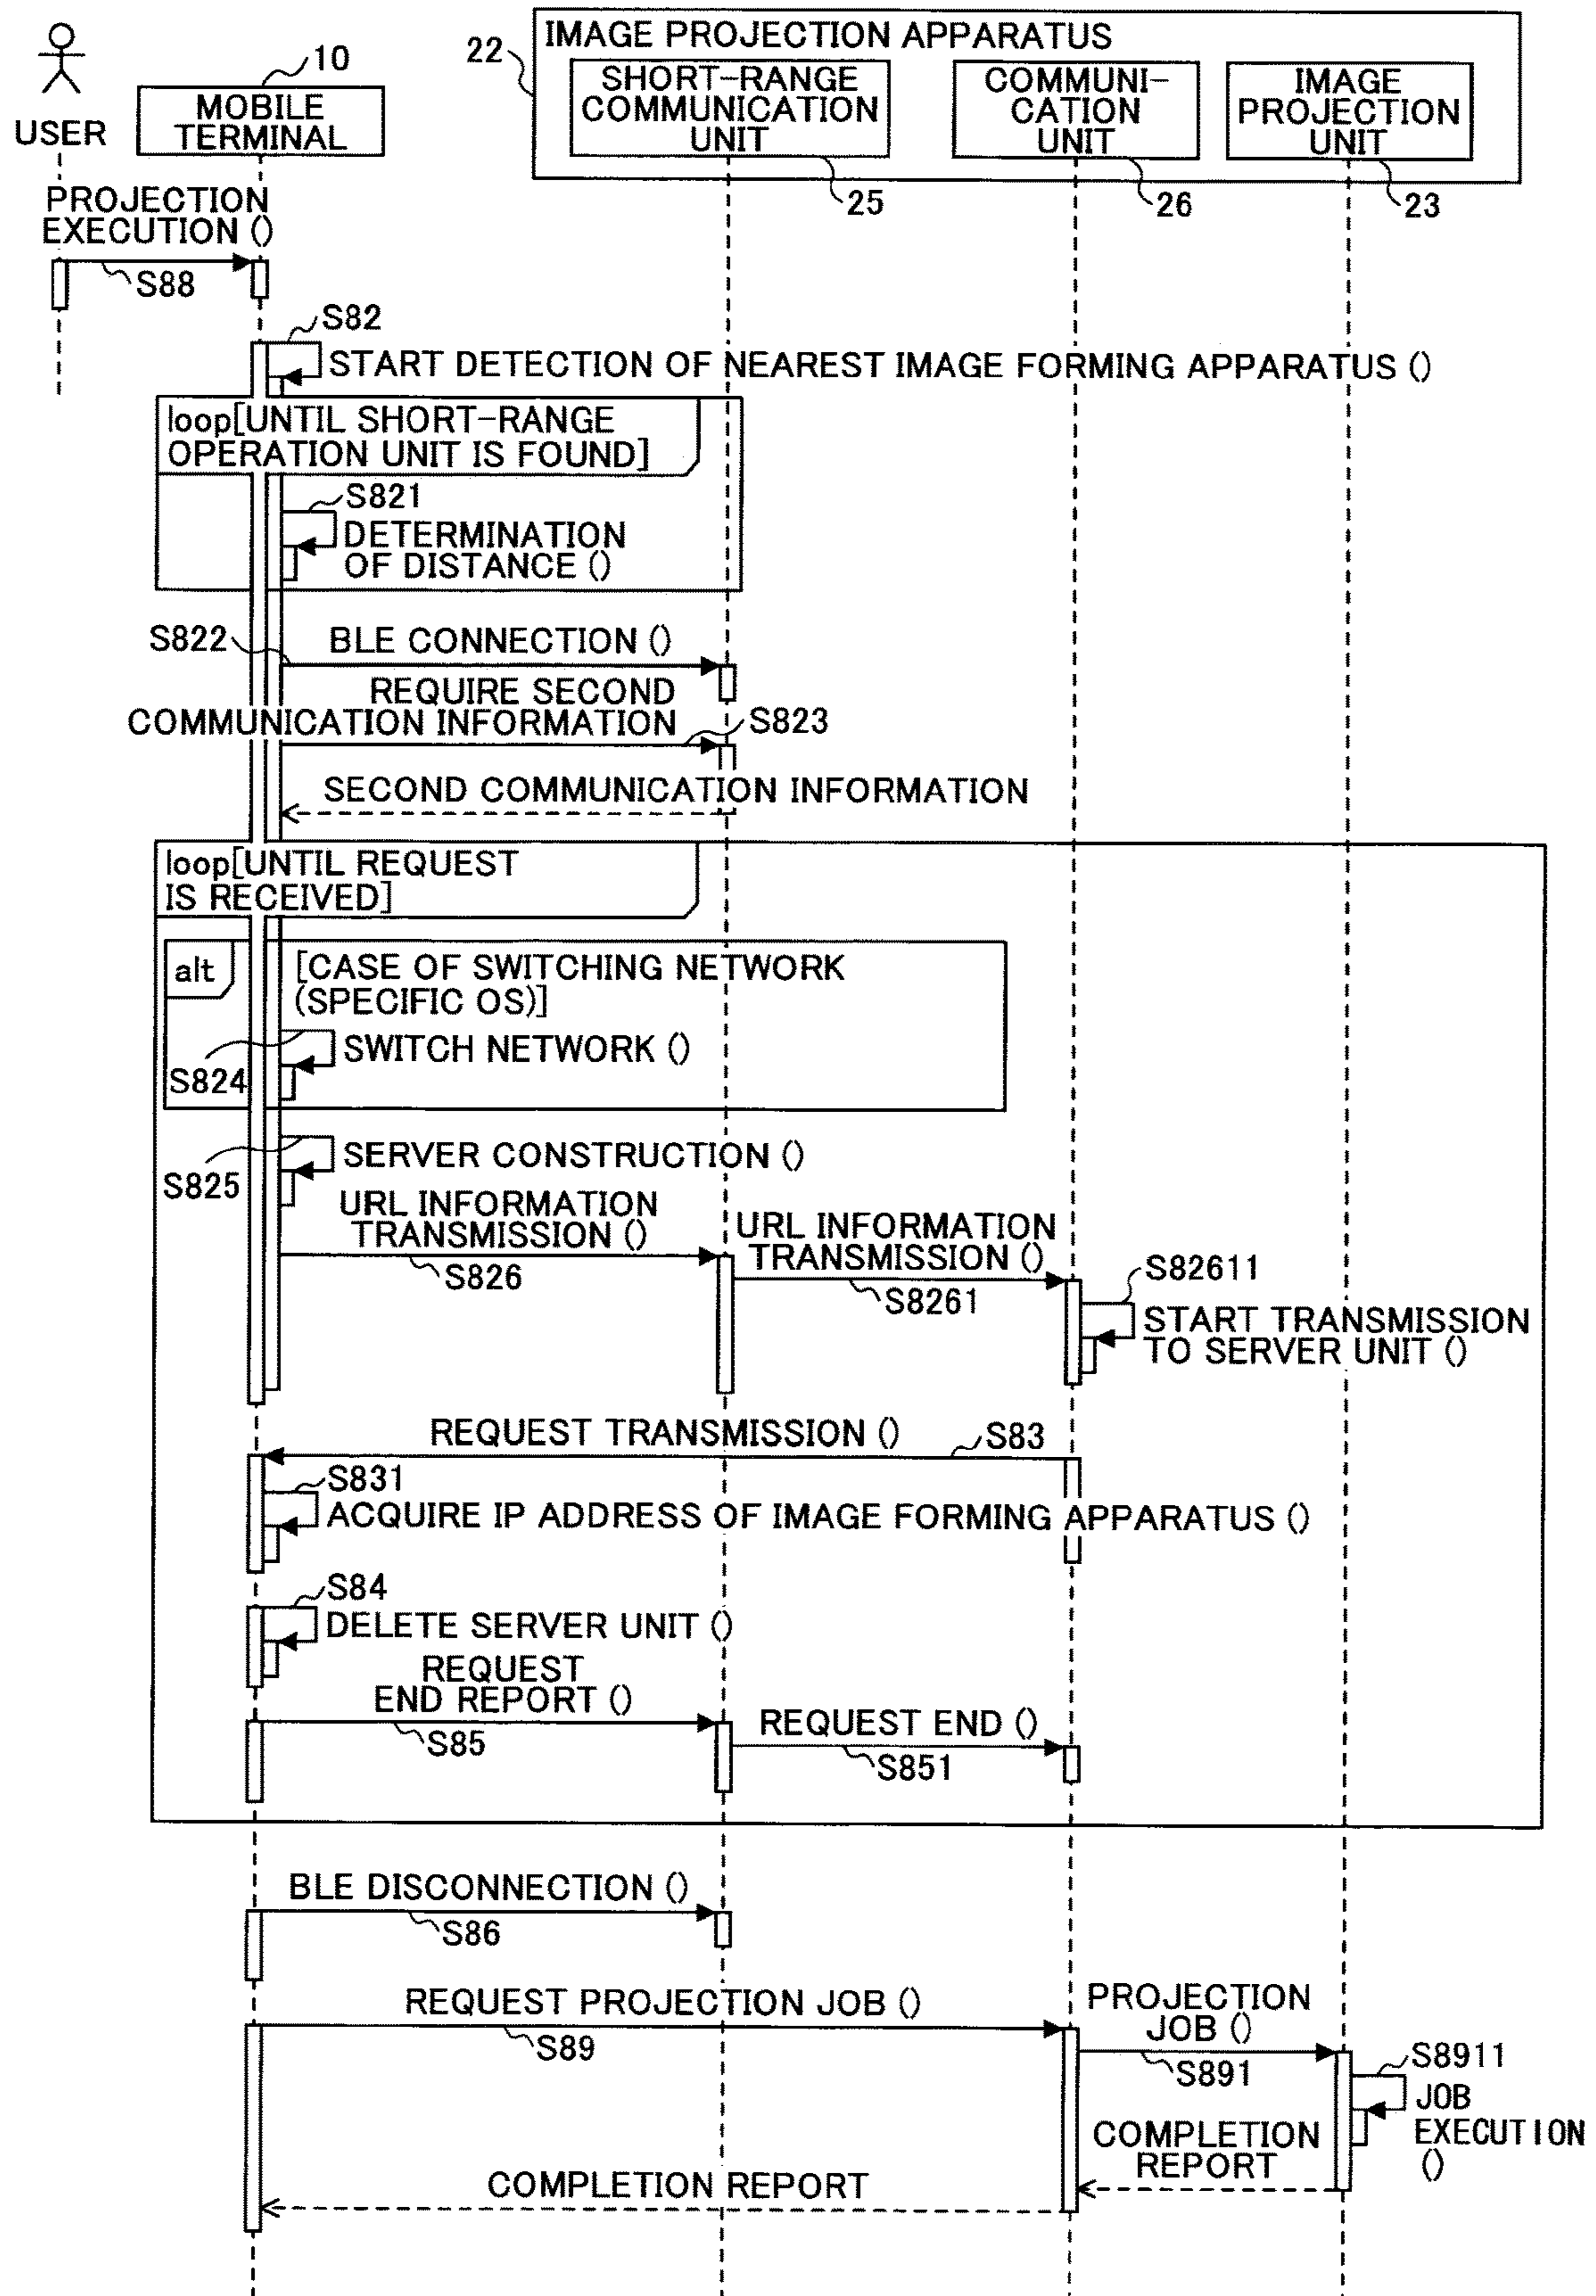 IMAGE PROJECTION APPARATUS
22
10
USER
MOBILE
TERMINAL
SHORT-RANGE
COMMUNICATION
UNIT
COMMUNI-
CATION
UNIT
IMAGE
PROJECTION
UNIT
25
26
23
PROJECTION
EXECUTION ()
S88
S82
START DETECTION OF NEAREST IMAGE FORMING APPARATUS ()
loop[UNTIL SHORT-RANGE
OPERATION UNIT IS FOUND]
S821
DETERMINATION
OF DISTANCE ()
S822
BLE CONNECTION ()
REQUIRE SECOND
COMMUNICATION INFORMATION
S823
SECOND COMMUNICATION INFORMATION
loop[UNTIL REQUEST
IS RECEIVED]
alt
[CASE OF SWITCHING NETWORK
(SPECIFIC OS)]
SWITCH NETWORK ()
S824
SERVER CONSTRUCTION ()
S825
URL INFORMATION
TRANSMISSION ()
S826
URL INFORMATION
TRANSMISSION ()
S8261
S82611
START TRANSMISSION
TO SERVER UNIT ()
REQUEST TRANSMISSION ()
S83
S831
ACQUIRE IP ADDRESS OF IMAGE FORMING APPARATUS ()
S84
DELETE SERVER UNIT ()
REQUEST
END REPORT ()
S85
REQUEST END ()
S851
BLE DISCONNECTION ()
S86
REQUEST PROJECTION JOB ()
S89
PROJECTION
JOB ()
S891
S8911
JOB
EXECUTION
()
COMPLETION
REPORT
COMPLETION REPORT